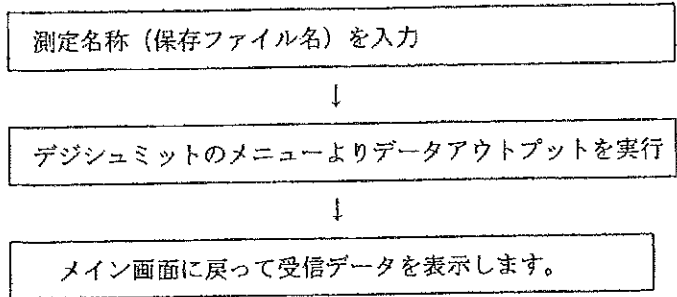 測定名称（保存ファイル名）を入力
↓
デジシュミットのメニューよりデータアウトプットを実行
↓
メイン画面に戻って受信データを表示します。